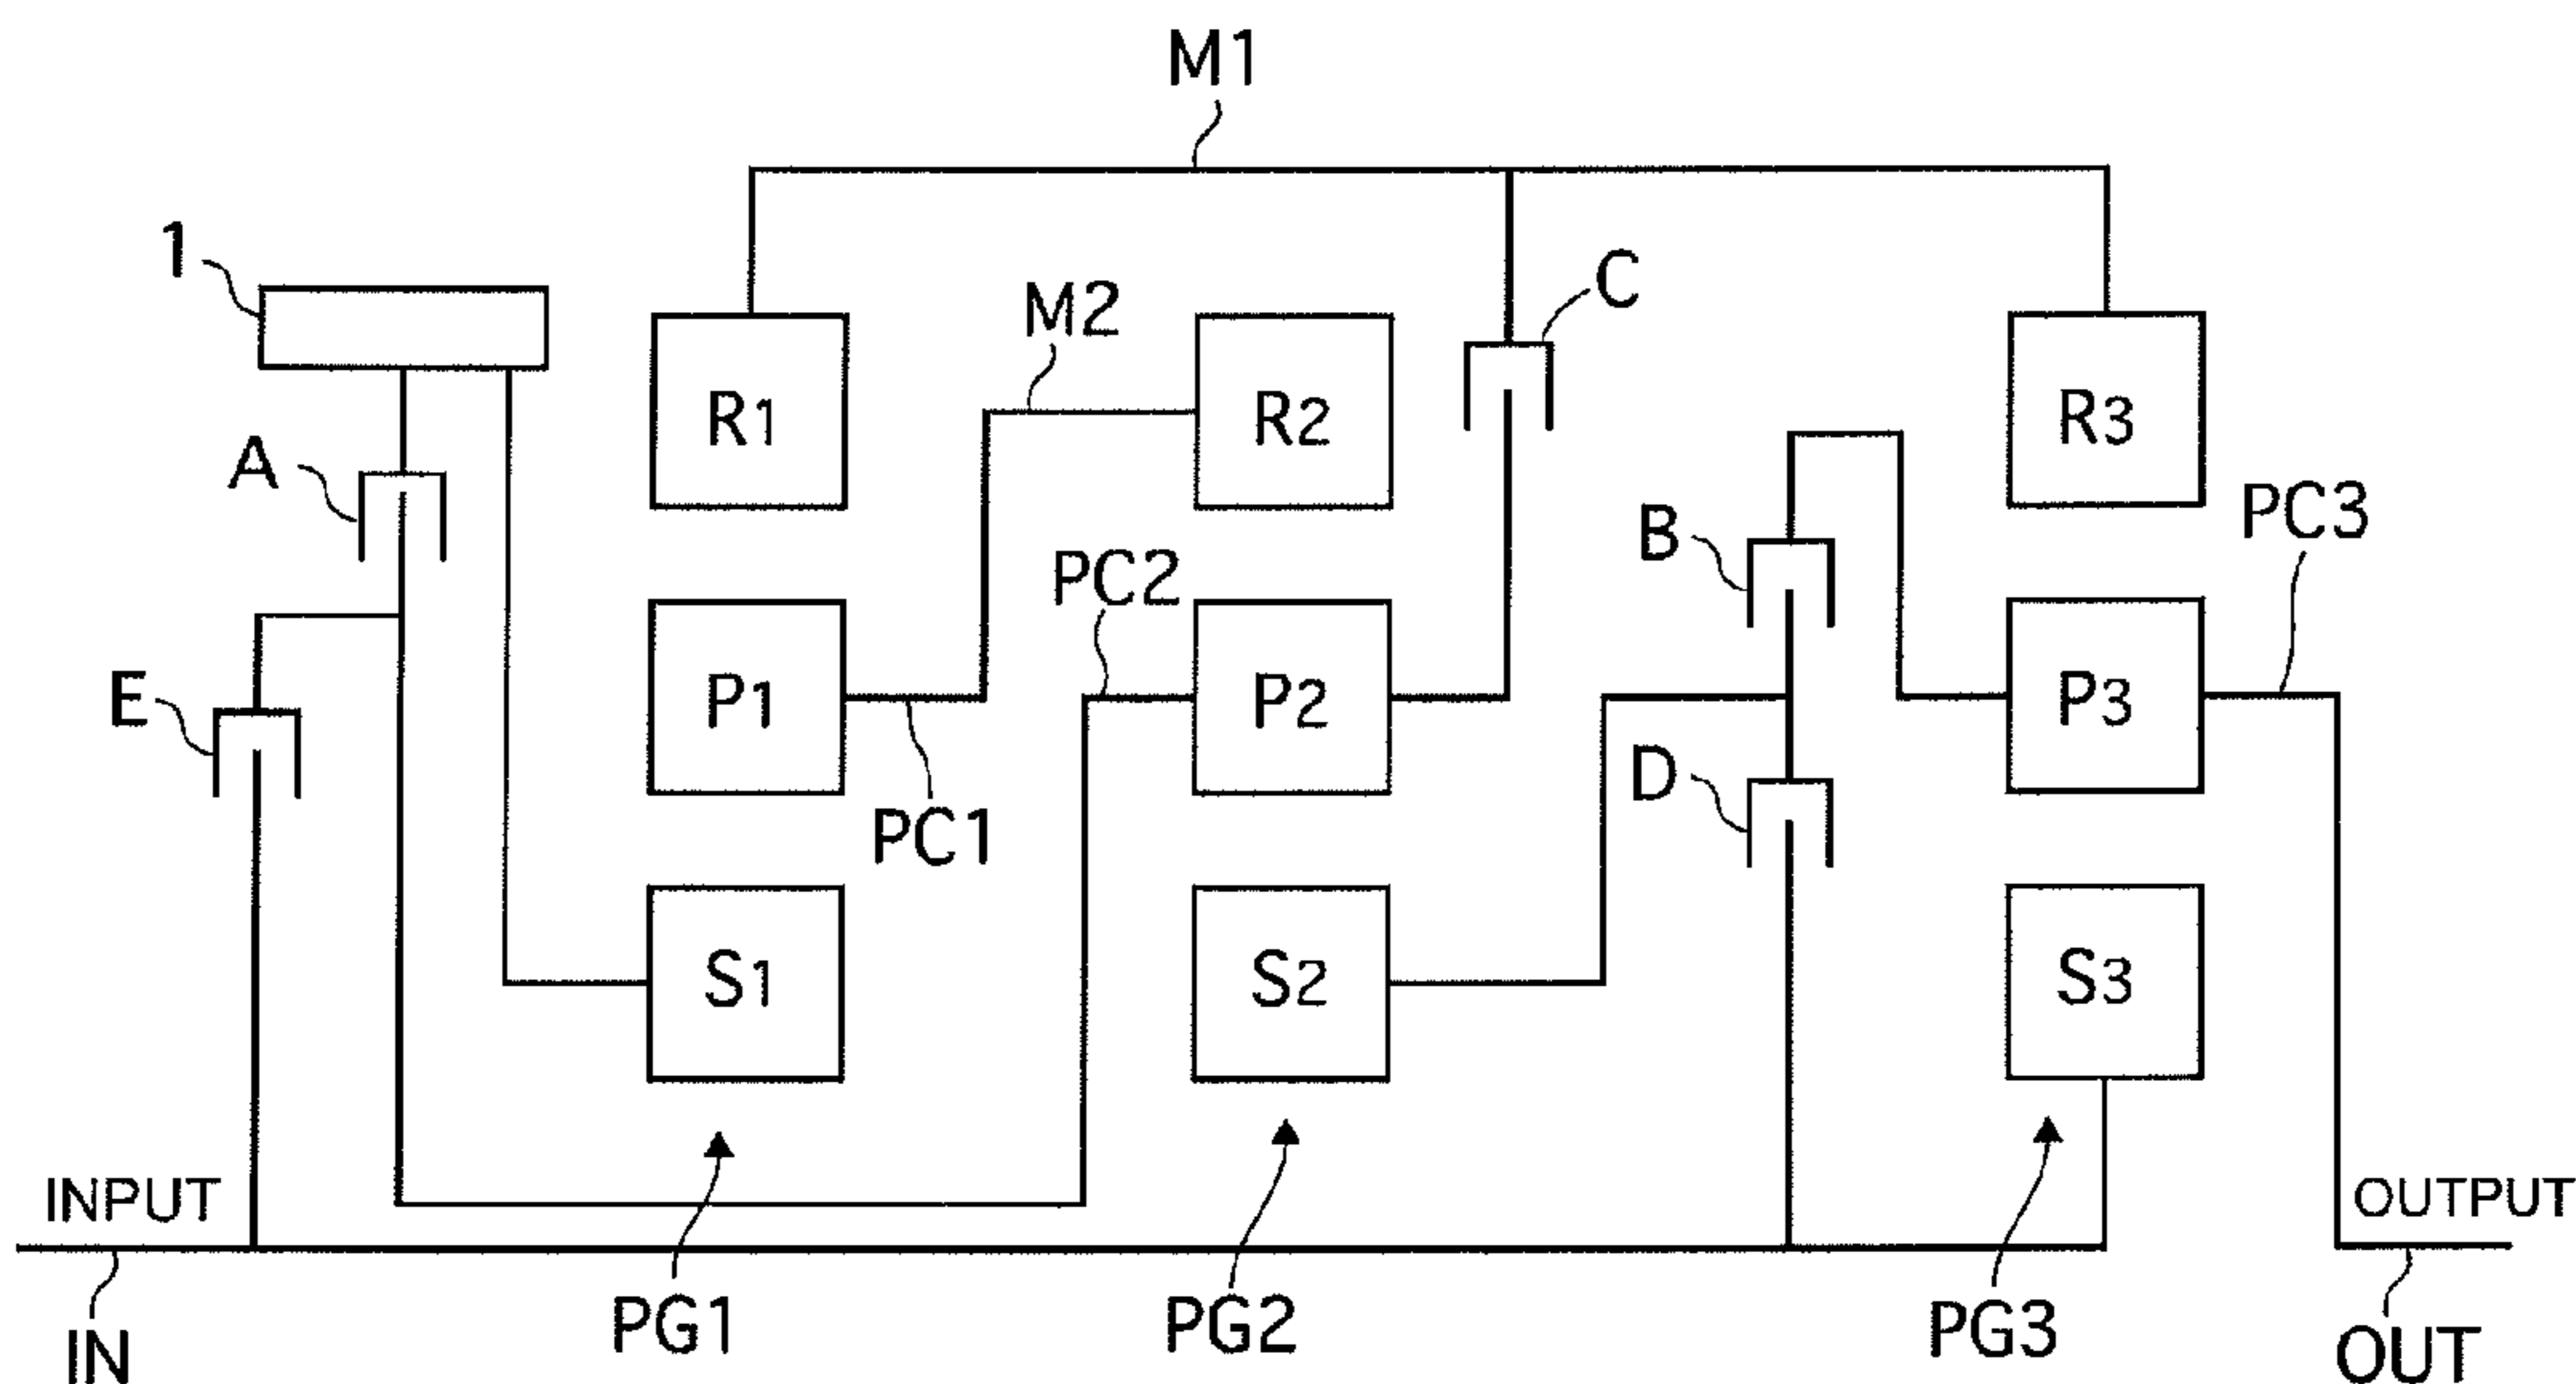 M1
1
C
M2
R1
R2
R3
A
PC3
B
PC2
E
P1
P2
P3
D
PC1
S1
S2
S3
INPUT
OUTPUT
PG1
PG2
PG3
IN
OUT